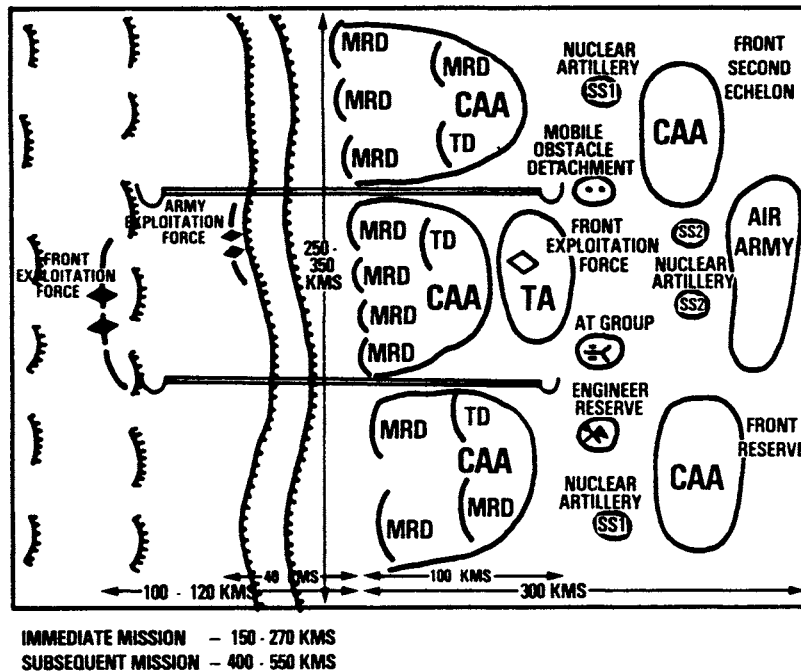 MRD
MRD
CAA
MRD
TD
MRD
NUCLEAR
ARTILLERY
SS1
FRONT
SECOND
ECHELON
CAA
MOBILE
OBSTACLE
DETACHMENT
ARMY
EXPLOITATION
FORCE
FRONT
EXPLOITATION
FORCE
250 -
350
KMS
MRD
TD
MRD
CAA
MRD
MRD
FRONT
EXPLOITATION
FORCE
TA
SS2
NUCLEAR
ARTILLERY
SS2
AIR
ARMY
AT GROUP
ENGINEER
RESERVE
MRD
TD
CAA
MRD
MRD
NUCLEAR
ARTILLERY
SS1
CAA
FRONT
RESERVE
KMS
100 KMS
100 - 120 KMS
300 KMS
IMMEDIATE MISSION – 150 - 270 KMS
SUBSEQUENT MISSION – 400 - 550 KMS